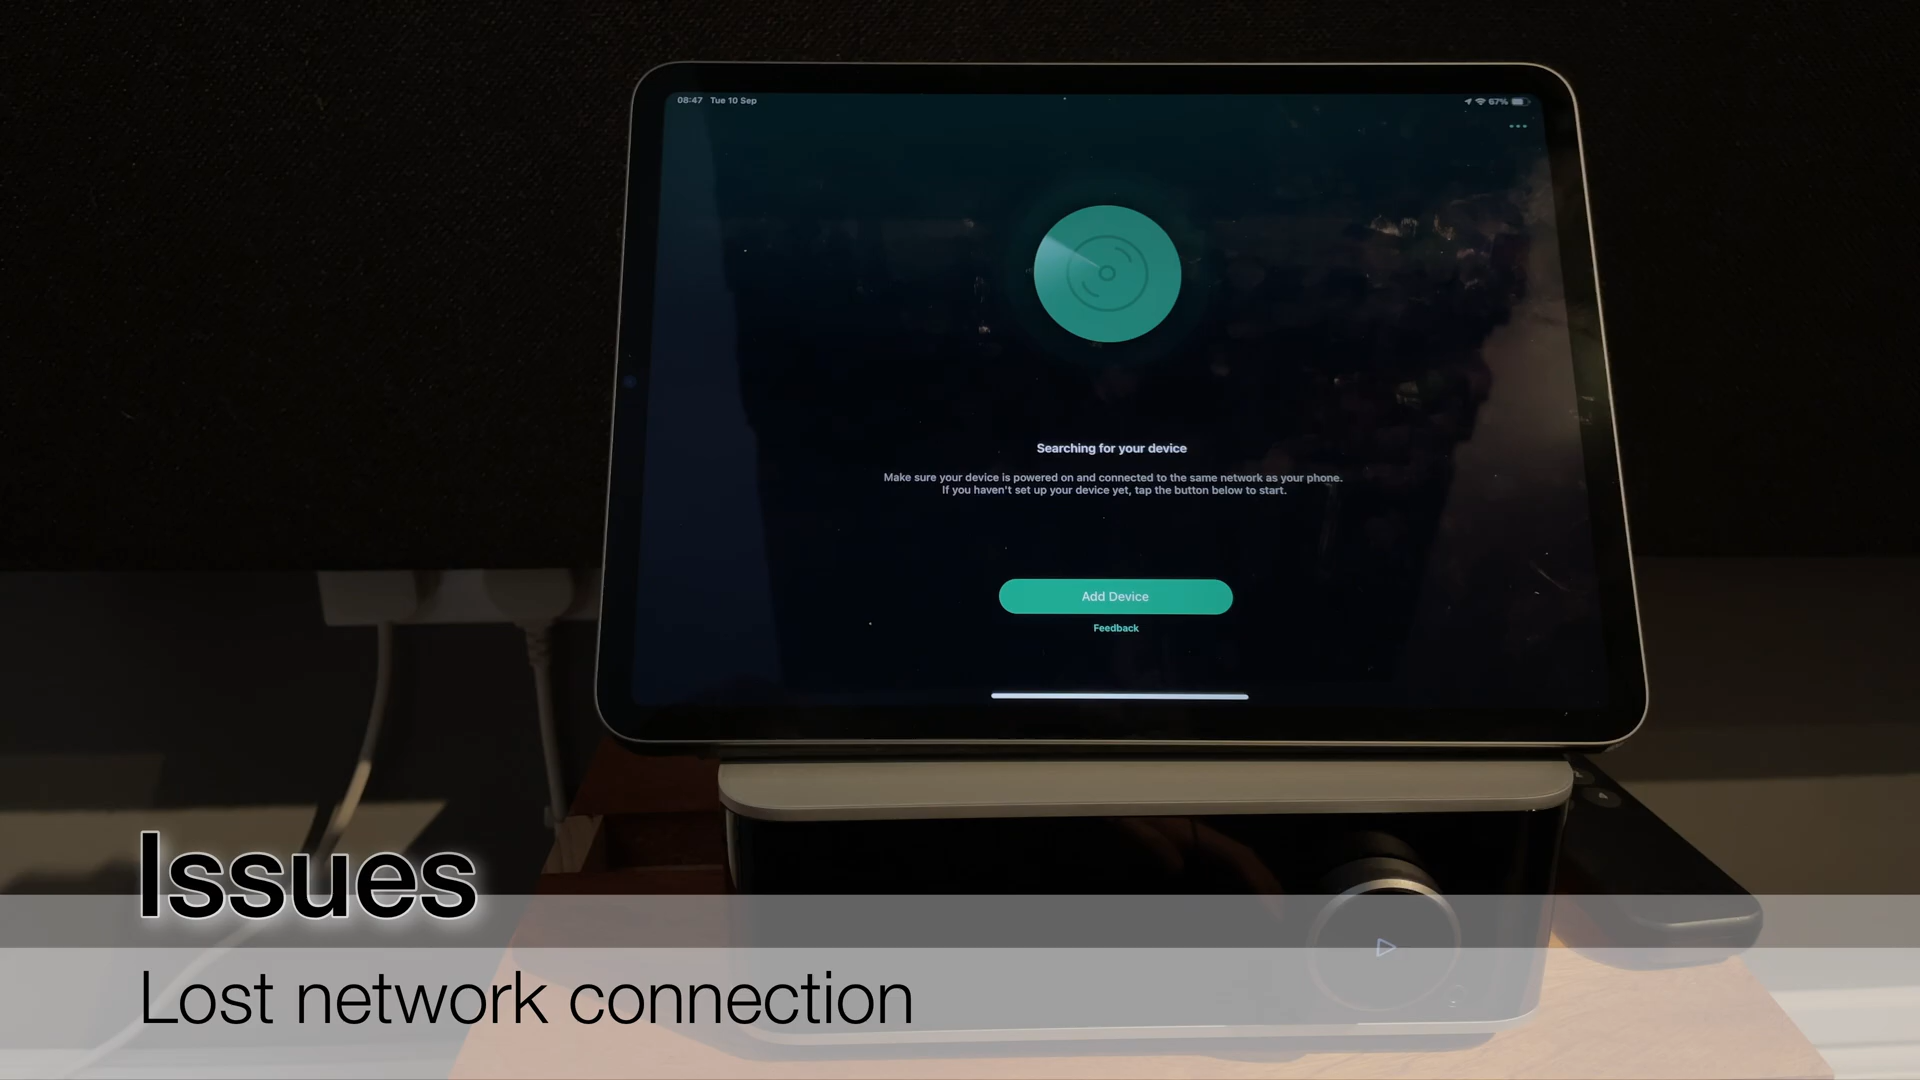 08:47 Tue 10 Sep
67%
Searching for your device
Make sure your device is powered on and connected to the same network as your phone.
If you haven't set up your device yet, tap the button below to start.
Add Device
Feedback
Issues
Lost network connection